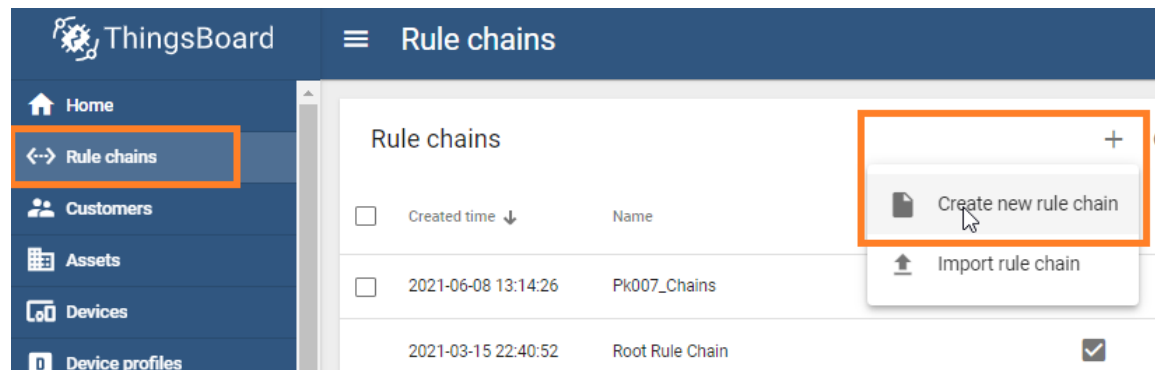 ThingsBoard
Rule chains
Home
Rule chains
Customers
Assets
Devices
D Device profiles
Rule chains
Created time Name
Create new rule chain
Import rule chain
2021-06-08 13:14:26 Pk007_Chains
2021-03-15 22:40:52 Root Rule Chain